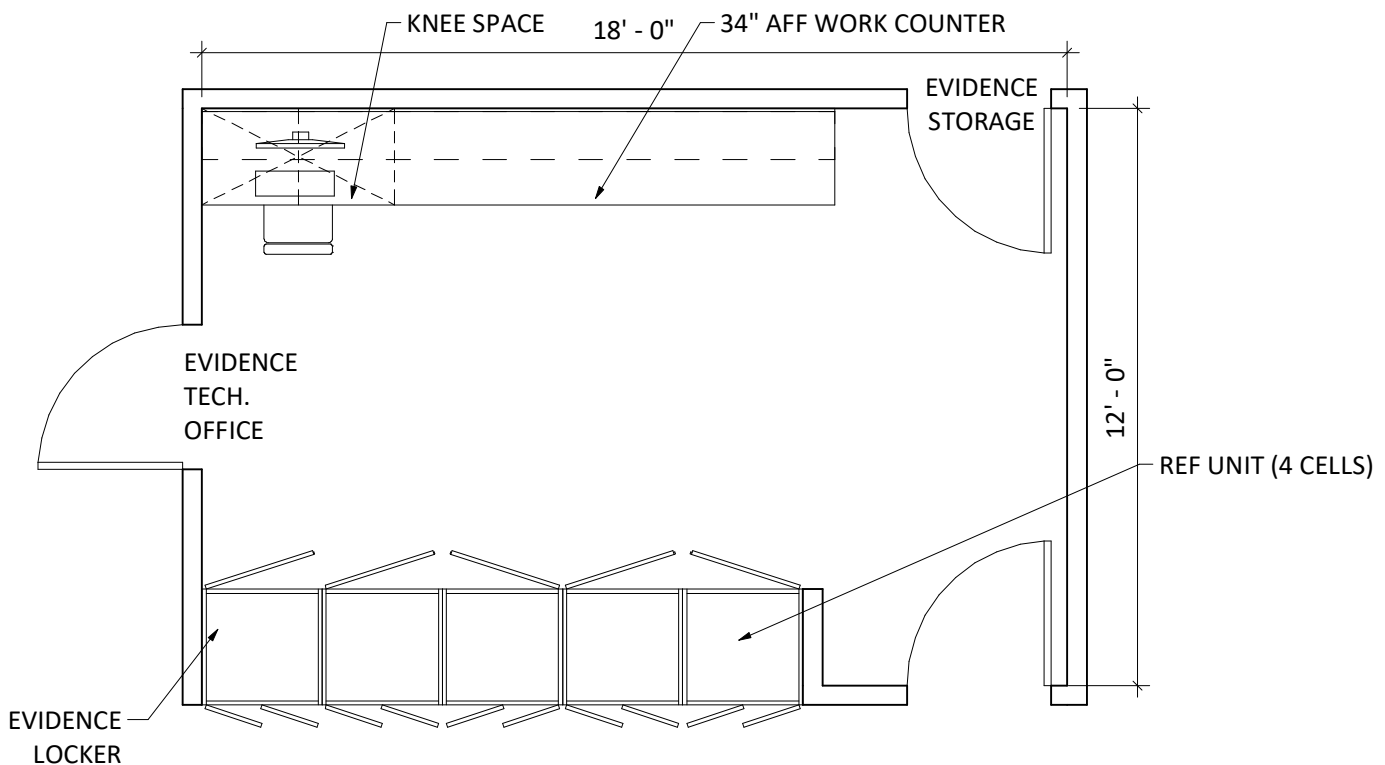 KNEE SPACE
18' - 0"
34" AFF WORK COUNTER
EVIDENCE
STORAGE
EVIDENCE
TECH.
OFFICE
12' - 0"
REF UNIT (4 CELLS)
EVIDENCE
LOCKER